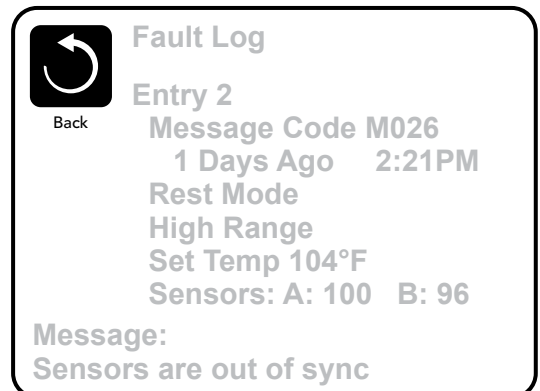 Fault Log
Back
Entry 2
Message Code M026
1 Days Ago 2:21PM
Rest Mode
High Range
Set Temp 104°F
Sensors: A: 100 B: 96
Message:
Sensors are out of sync